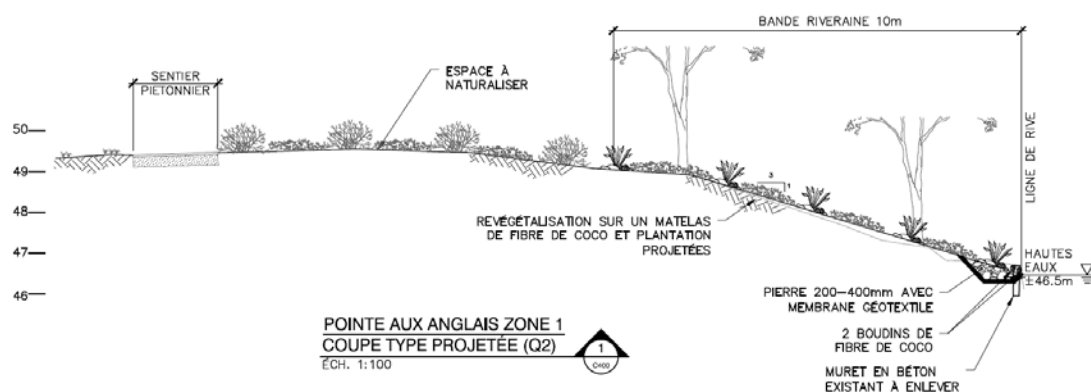 BANDE RIVERAINE 10m
SENTIER
PIÉTONNIER
ESPACE À
NATURALISER
LIGNE DE RIVE
50
49
48
47
46
3
1
REVÉGÉTALISATION SUR UN MATELAS
DE FIBRE DE COCO ET PLANTATION
PROJETÉES
HAUTES
EAUX
±46.5m
PIERRE 200-400mm AVEC
MEMBRANE GÉOTEXTILE
2 BOUDINS DE
FIBRE DE COCO
MURET EN BÉTON
EXISTANT À ENLEVER
POINTE AUX ANGLAIS ZONE 1
COUPE TYPE PROJETÉE (Q2)
ÉCH. 1:100
1
C400